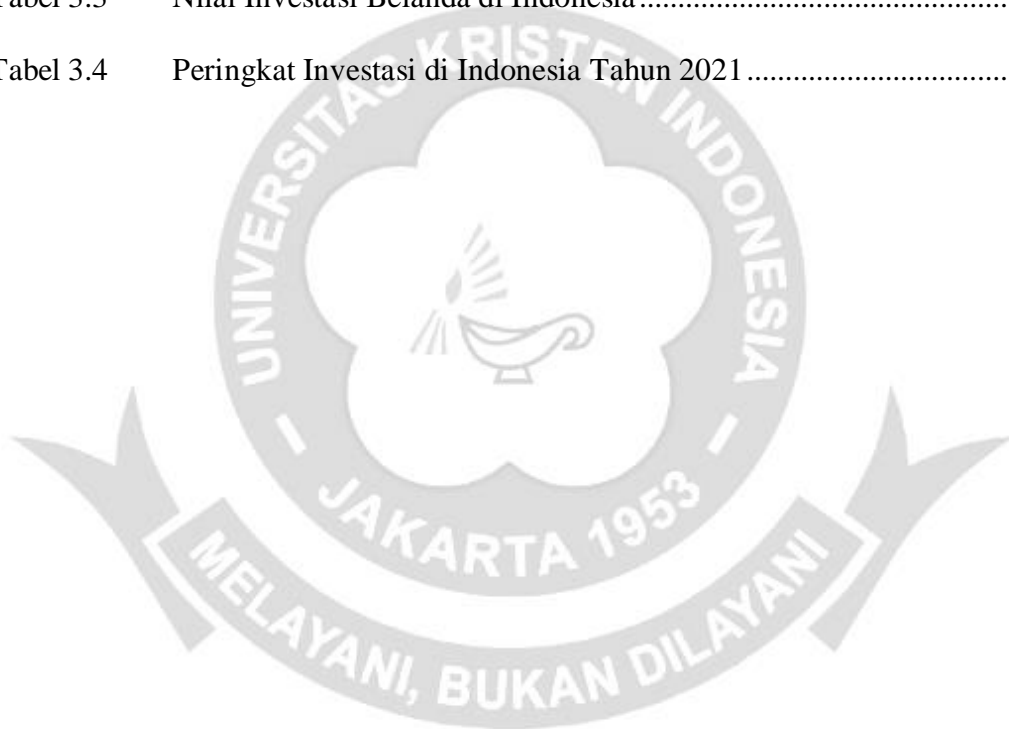 Tabel 3.3 Nilai Investasi Belanda di Indonesia....................................................
Tabel 3.4 Peringkat Investasi di Indonesia Tahun 2021..................................
UNIVERSITAS KRISTEN INDONESIA
- JAKARTA 1953 -
MELAYANI, BUKAN DILAYANI